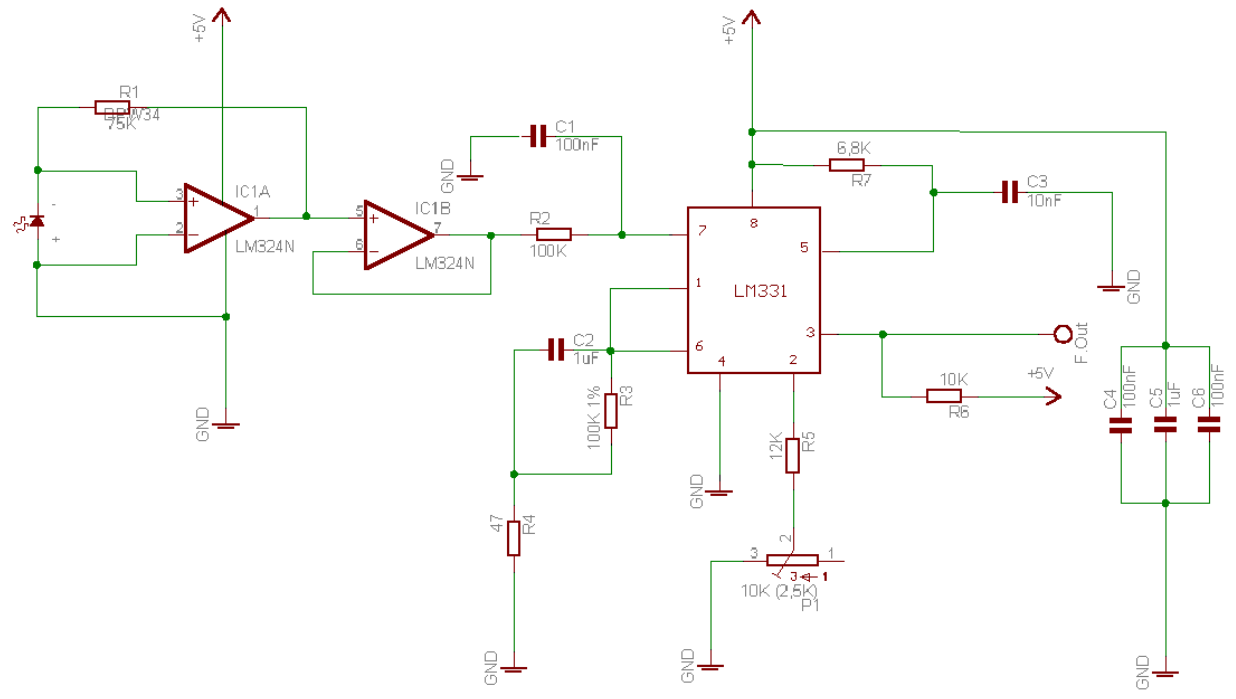 +5V
R1
BPW34
75K
3
+
2
-
1
IC1A
LM324N
-
+
GND
5
+
6
-
7
IC1B
LM324N
C1
100nF
GND
R2
100K
+5V
6,8K
R7
C3
10nF
GND
7
8
1
5
LM331
6
3
4
2
F.Out
10K
R6
+5V
C2
1uF
100K 1%
R3
47
R4
GND
GND
12K
R5
3
2
1
3 1
10K (2,5K)
P1
GND
C4
100nF
C5
1uF
C6
100nF
GND